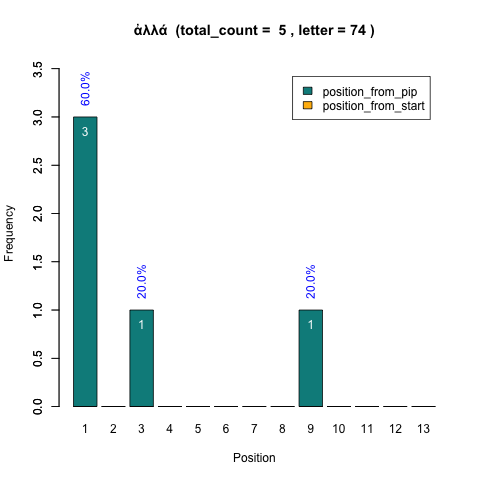 ἀλλά (total_count = 5 , letter = 74 )
3.5
3.0
2.5
2.0
1.5
1.0
0.5
0.0
Frequency
60.0%
3
20.0%
1
20.0%
1
position_from_pip
position_from_start
1 2 3 4 5 6 7 8 9 10 11 12 13
Position